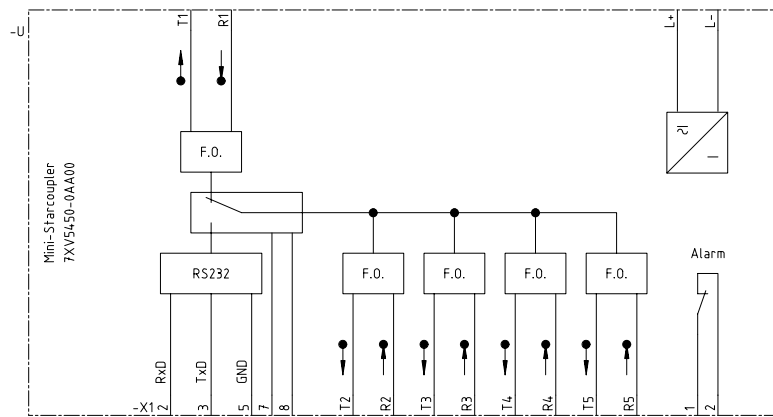 -U
T1
R1
L+
L-
F.O.
Mini-Starcoupler
7XV5450-0AA00
RS232
F.O.
F.O.
F.O.
F.O.
Alarm
RxD
TxD
GND
-X1
2
3
5
7
8
T2
R2
T3
R3
T4
R4
T5
R5
1
2